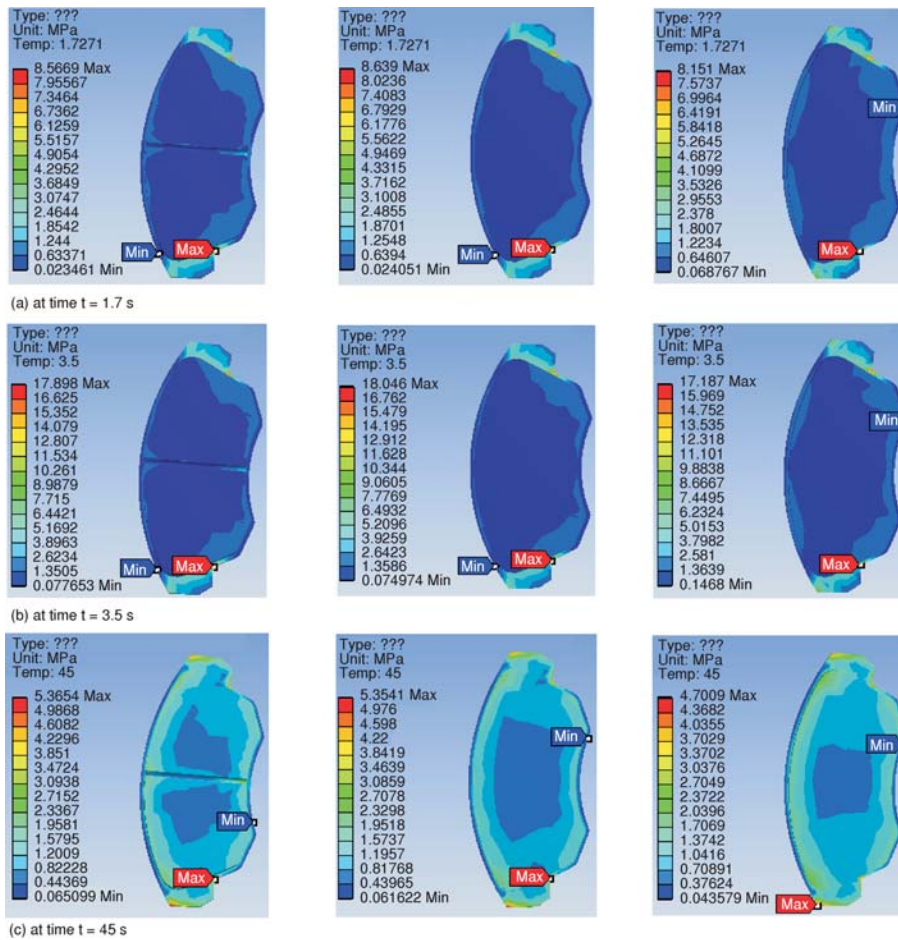 Type: ???
Unit: MPa
Temp: 1.7271
8.5669 Max
7.95567
7.3464
6.7362
6.1259
5.5157
4.9054
4.2952
3.6849
3.0747
2.4644
1.8542
1.244
0.63371
0.023461 Min
Min
Max
Type: ???
Unit: MPa
Temp: 1.7271
8.639 Max
8.0236
7.4083
6.7929
6.1776
5.5622
4.9469
4.3315
3.7162
3.1008
2.4855
1.8701
1.2548
0.6394
0.024051 Min
Min
Max
Type: ???
Unit: MPa
Temp: 1.7271
8.151 Max
7.5737
6.9964
6.4191
5.8418
5.2645
4.6872
4.1099
3.5326
2.9553
2.378
1.8007
1.2234
0.64607
0.068767 Min
Min
Max
(a) at time t = 1.7 s
Type: ???
Unit: MPa
Temp: 3.5
17.898 Max
16.625
15.352
14.079
12.807
11.534
10.261
8.9879
7.715
6.4421
5.1692
3.8963
2.6234
1.3505
0.077653 Min
Min
Max
Type: ???
Unit: MPa
Temp: 3.5
18.046 Max
16.762
15.479
14.195
12.912
11.628
10.344
9.0605
7.7769
6.4932
5.2096
3.9259
2.6423
1.3586
0.074974 Min
Min
Max
Type: ???
Unit: MPa
Temp: 3.5
17.187 Max
15.969
14.752
13.535
12.318
11.101
9.8838
8.6667
7.4495
6.2324
5.0153
3.7982
2.581
1.3639
0.1468 Min
Min
Max
(b) at time t = 3.5 s
Type: ???
Unit: MPa
Temp: 45
5.3654 Max
4.9868
4.6082
4.2296
3.851
3.4724
3.0938
2.7152
2.3367
1.9581
1.5795
1.2009
0.82228
0.44369
0.065099 Min
Min
Max
Type: ???
Unit: MPa
Temp: 45
5.3541 Max
4.976
4.598
4.22
3.8419
3.4639
3.0859
2.7078
2.3298
1.9518
1.5737
1.1957
0.81768
0.43965
0.061622 Min
Min
Max
Type: ???
Unit: MPa
Temp: 45
4.7009 Max
4.3682
4.0355
3.7029
3.3702
3.0376
2.7049
2.3722
2.0396
1.7069
1.3742
1.0416
0.70891
0.37624
0.043579 Min
Min
Max
(c) at time t = 45 s